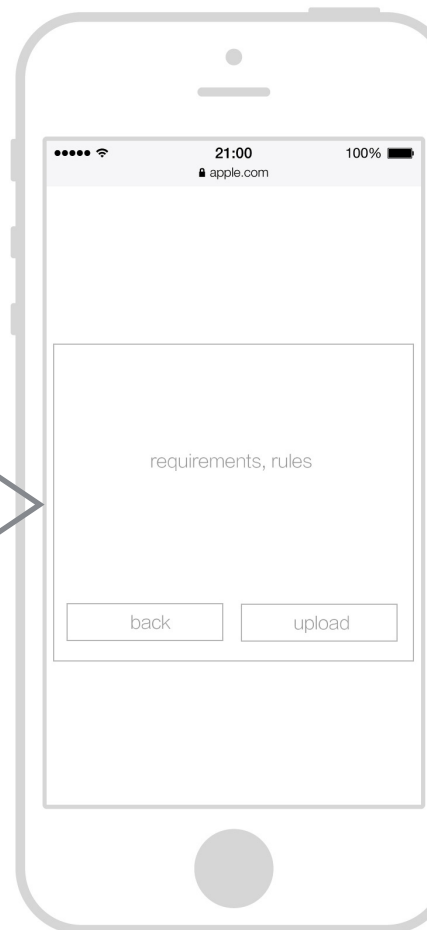 21:00 100%
apple.com
requirements, rules
back upload